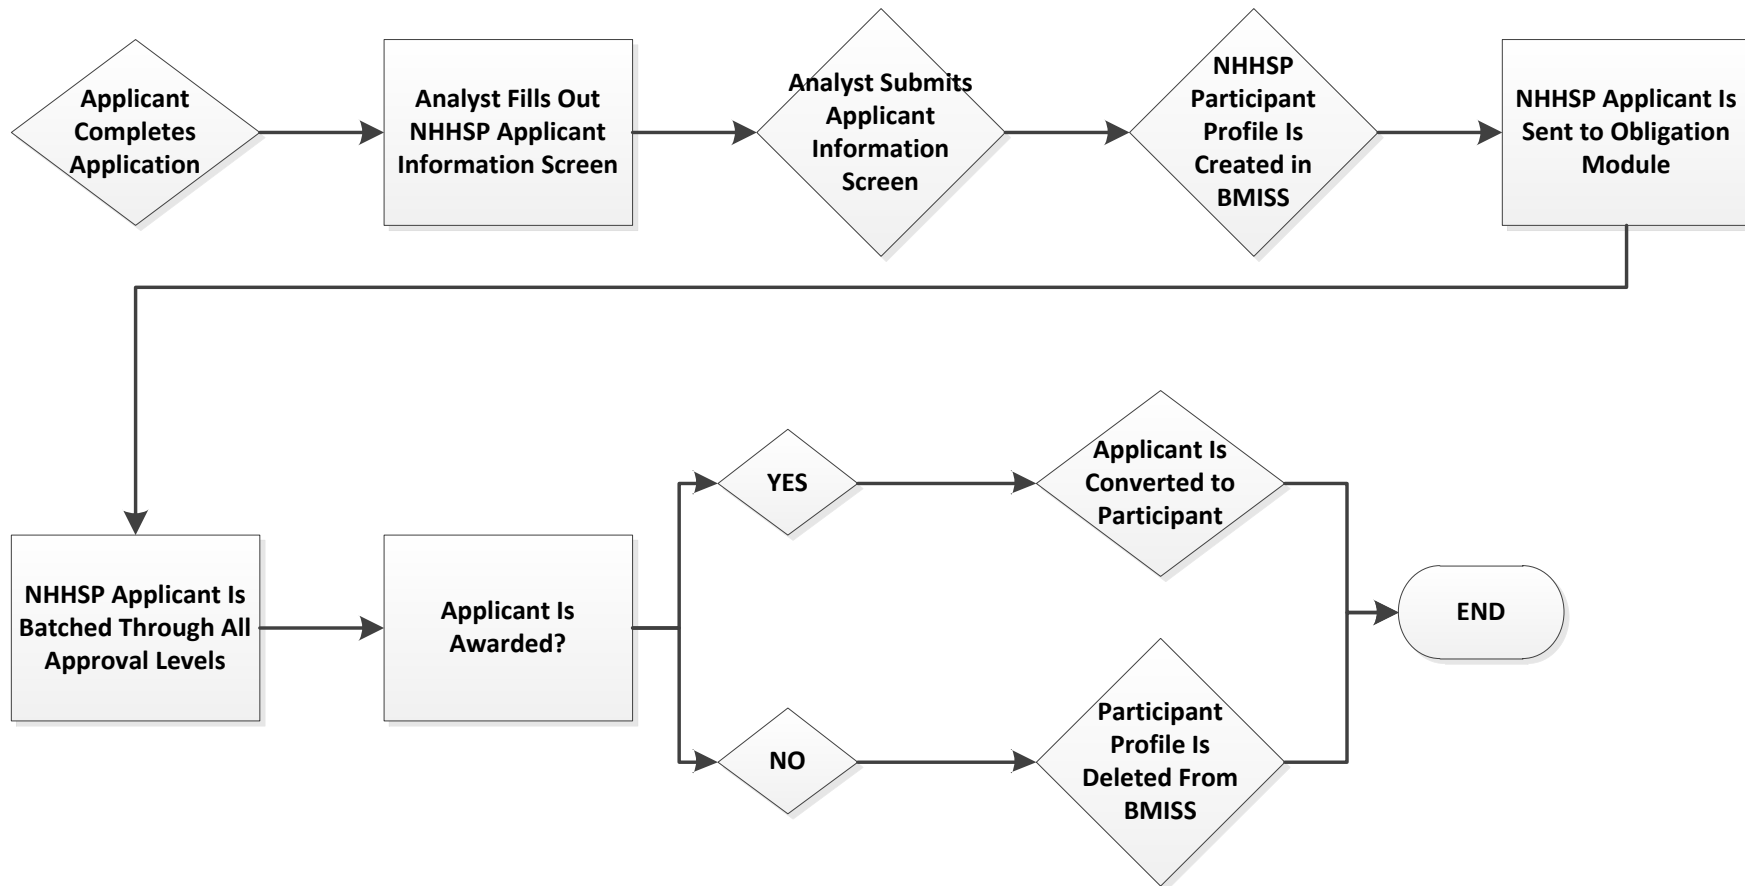 Applicant
Completes
Application
Analyst Fills Out
NHHSP Applicant
Information Screen
Analyst Submits
Applicant
Information
Screen
NHHSP
Participant
Profile Is
Created in
BMISS
NHHSP Applicant Is
Sent to Obligation
Module
NHHSP Applicant Is
Batched Through All
Approval Levels
Applicant Is
Awarded?
YES
Applicant Is
Converted to
Participant
NO
Participant
Profile Is
Deleted From
BMISS
END